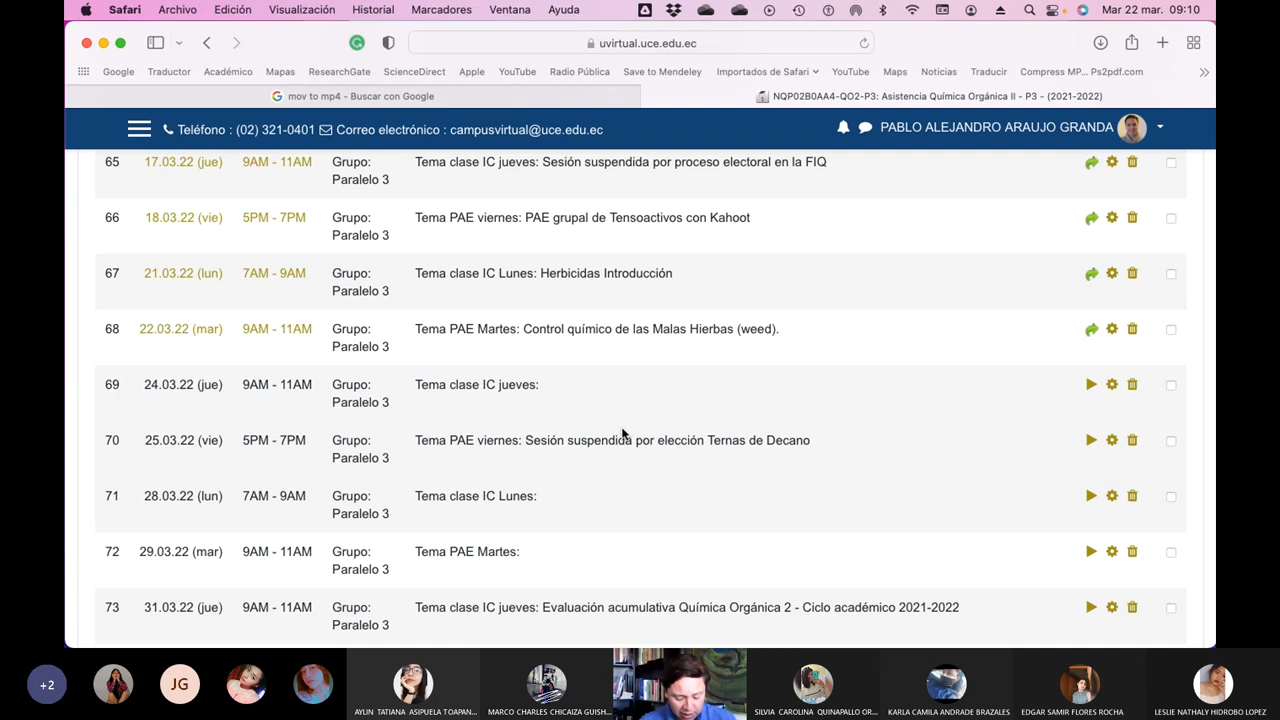 Safari Archivo Edición Visualización Historial Marcadores Ventana Ayuda Mar 22 mar. 09:10
uvirtual.uce.edu.ec
Google Traductor Académico Mapas ResearchGate ScienceDirect Apple YouTube Radio Pública Save to Mendeley Importados de Safari YouTube Maps Noticias Traducir Compress MP... Ps2pdf.com
mov to mp4 - Buscar con Google NQP02B0AA4-QO2-P3: Asistencia Química Orgánica II - P3 - (2021-2022)
Teléfono : (02) 321-0401 Correo electrónico : campusvirtual@uce.edu.ec PABLO ALEJANDRO ARAUJO GRANDA
65 17.03.22 (jue) 9AM - 11AM Grupo: Tema clase IC jueves: Sesión suspendida por proceso electoral en la FIQ
Paralelo 3
66 18.03.22 (vie) 5PM - 7PM Grupo: Tema PAE viernes: PAE grupal de Tensoactivos con Kahoot
Paralelo 3
67 21.03.22 (lun) 7AM - 9AM Grupo: Tema clase IC Lunes: Herbicidas Introducción
Paralelo 3
68 22.03.22 (mar) 9AM - 11AM Grupo: Tema PAE Martes: Control químico de las Malas Hierbas (weed).
Paralelo 3
69 24.03.22 (jue) 9AM - 11AM Grupo: Tema clase IC jueves:
Paralelo 3
70 25.03.22 (vie) 5PM - 7PM Grupo: Tema PAE viernes: Sesión suspendida por elección Ternas de Decano
Paralelo 3
71 28.03.22 (lun) 7AM - 9AM Grupo: Tema clase IC Lunes:
Paralelo 3
72 29.03.22 (mar) 9AM - 11AM Grupo: Tema PAE Martes:
Paralelo 3
73 31.03.22 (jue) 9AM - 11AM Grupo: Tema clase IC jueves: Evaluación acumulativa Química Orgánica 2 - Ciclo académico 2021-2022
Paralelo 3
+2 JG
AYLIN TATIANA ASIPUELA TOAPAN... MARCO CHARLES CHICAIZA GUISH... SILVIA CAROLINA QUINAPALLO OR... KARLA CAMILA ANDRADE BRAZALES EDGAR SAMIR FLORES ROCHA LESLIE NATHALY HIDROBO LOPEZ